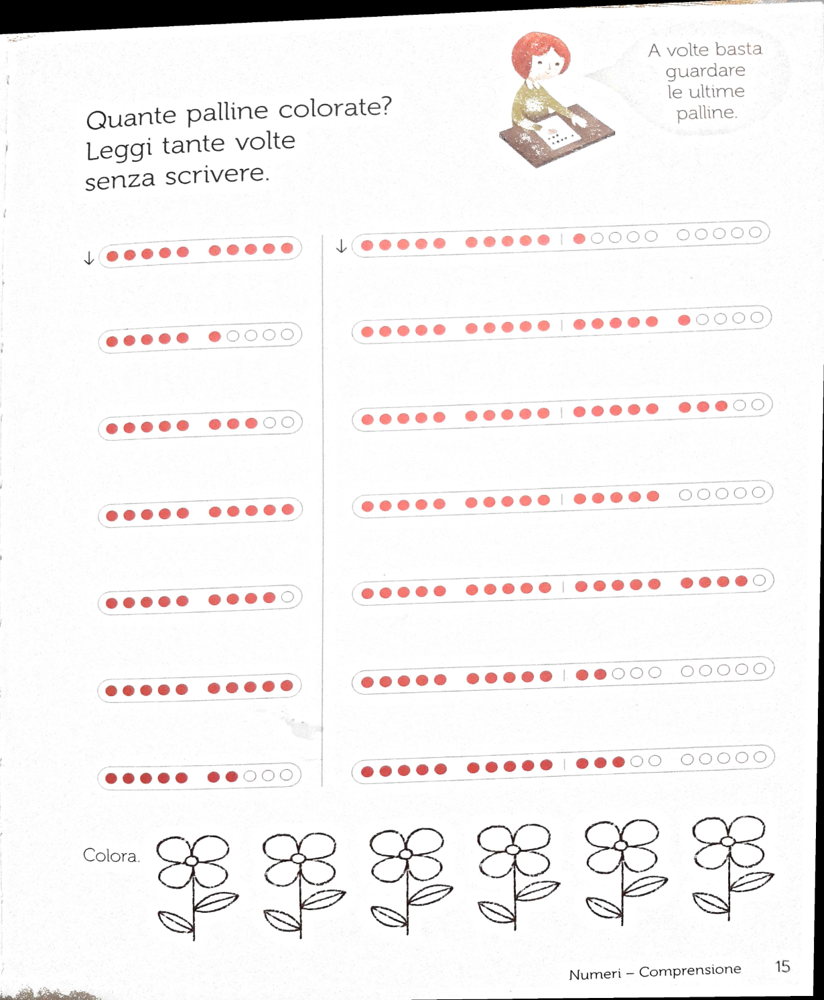 A volte basta
guardare
le ultime
palline.
Quante palline colorate?
Leggi tante volte
senza scrivere.
Colora.
Numeri – Comprensione 15